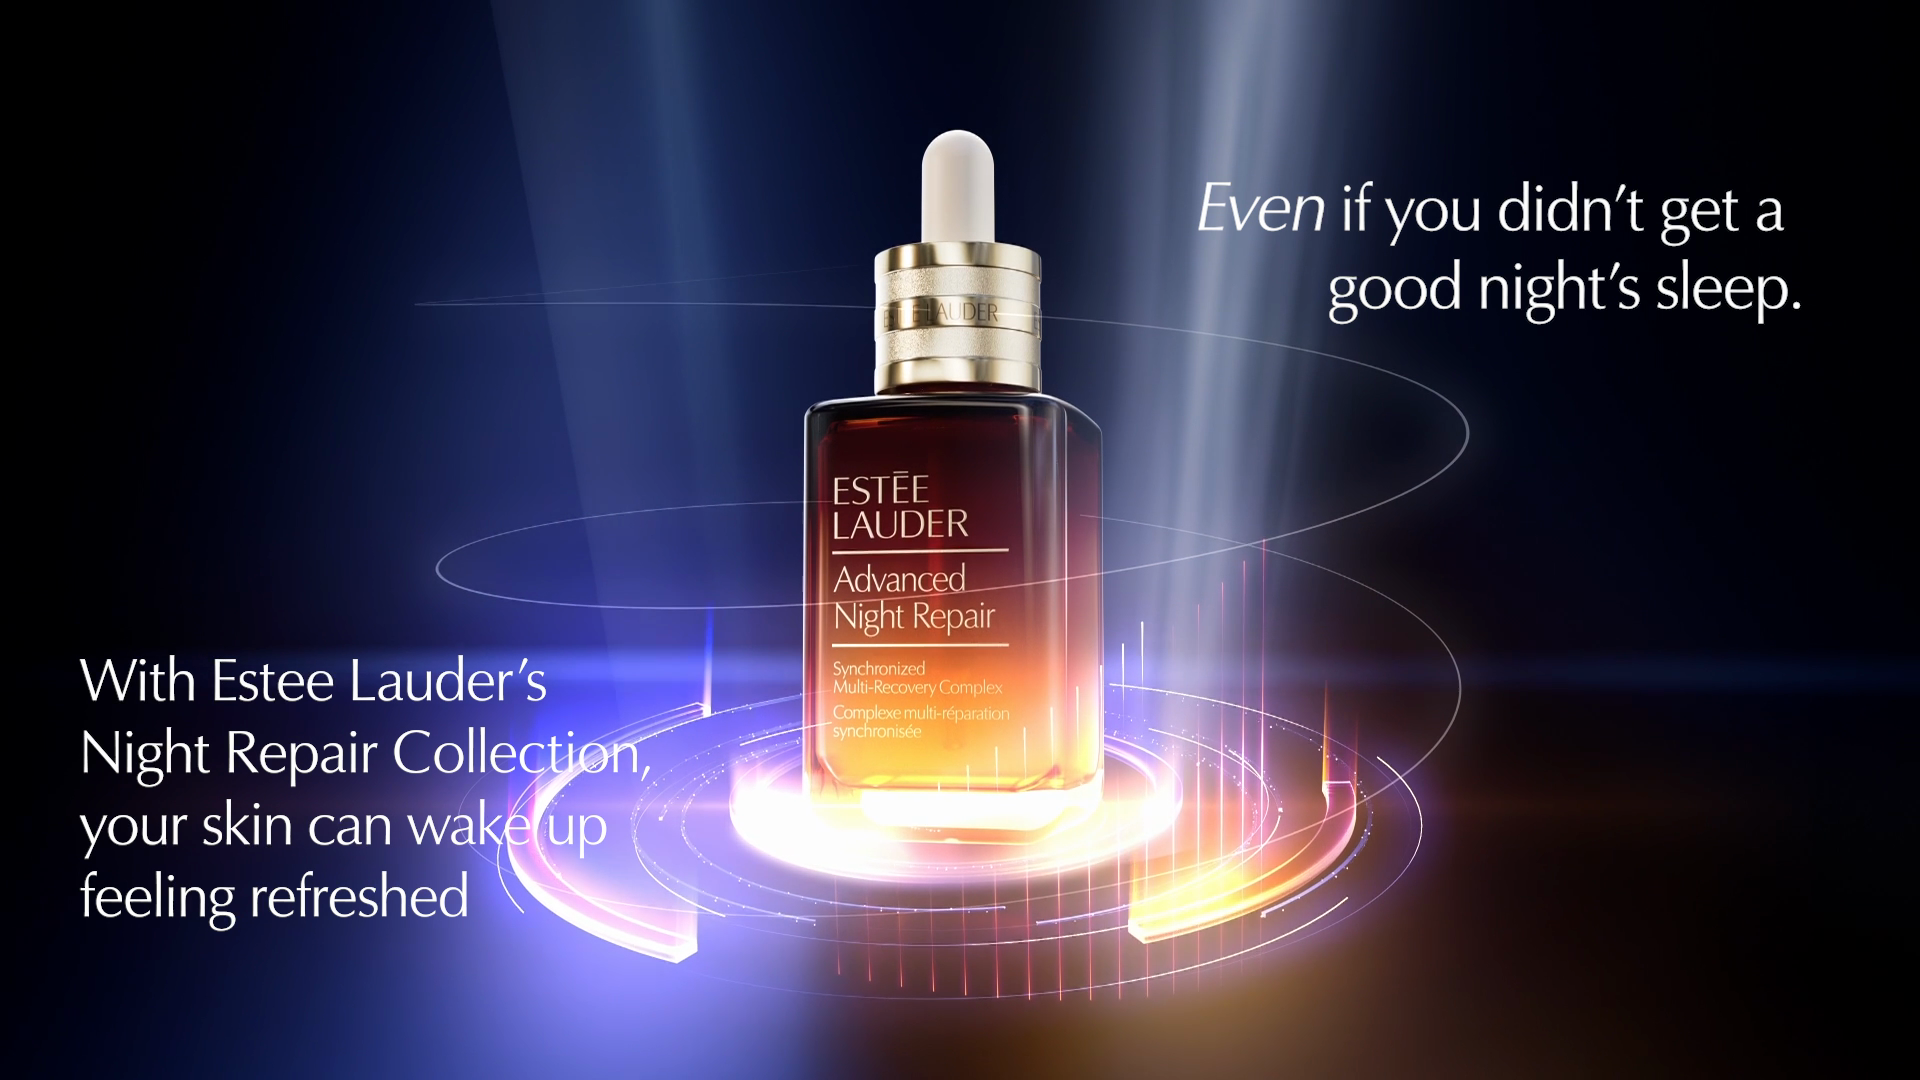 Even if you didn't get a
good night's sleep.
LAUDER
ESTĒE
LAUDER
Advanced
Night Repair
Synchronized
Multi-Recovery Complex
Complexe multi-réparation
synchronisée
With Estee Lauder's
Night Repair Collection,
your skin can wake up
feeling refreshed